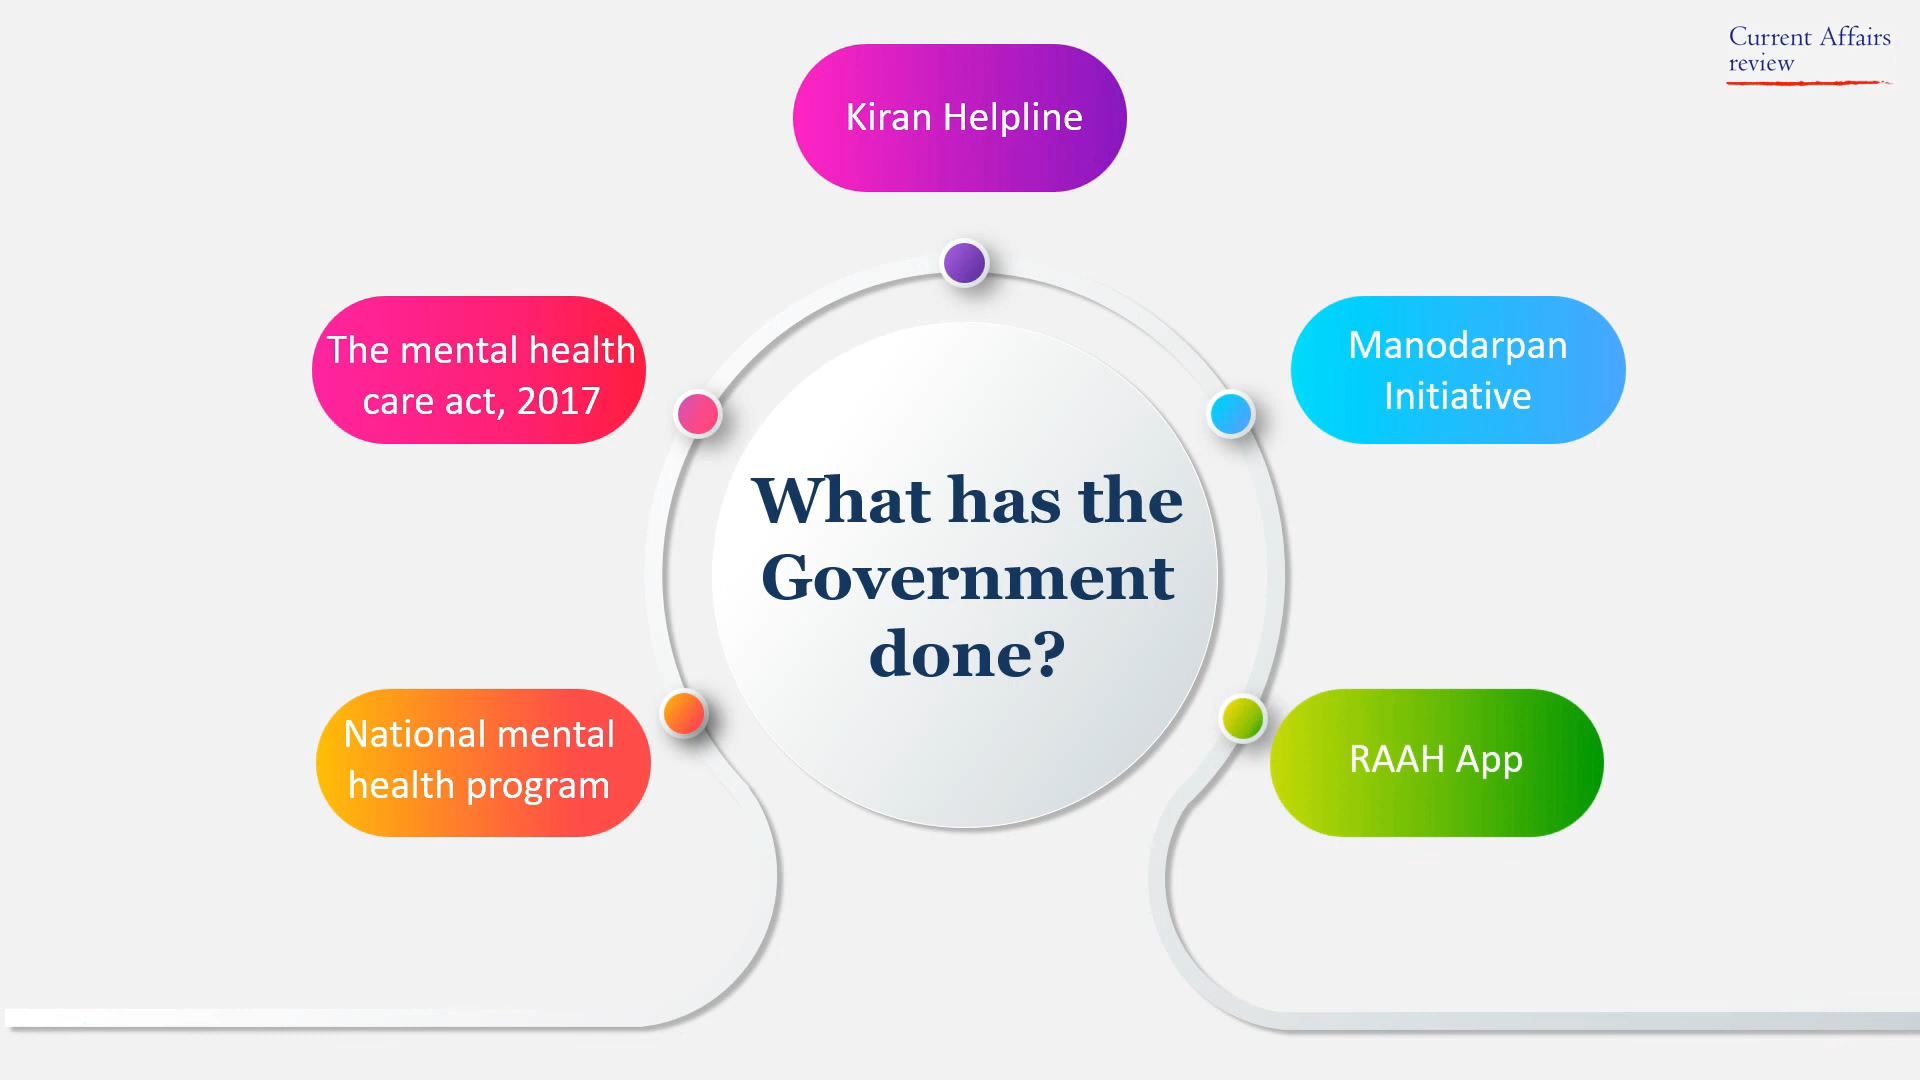 Current Affairs
review
Kiran Helpline
The mental health
care act, 2017
Manodarpan
Initiative
What has the
Government
done?
National mental
health program
RAAH App